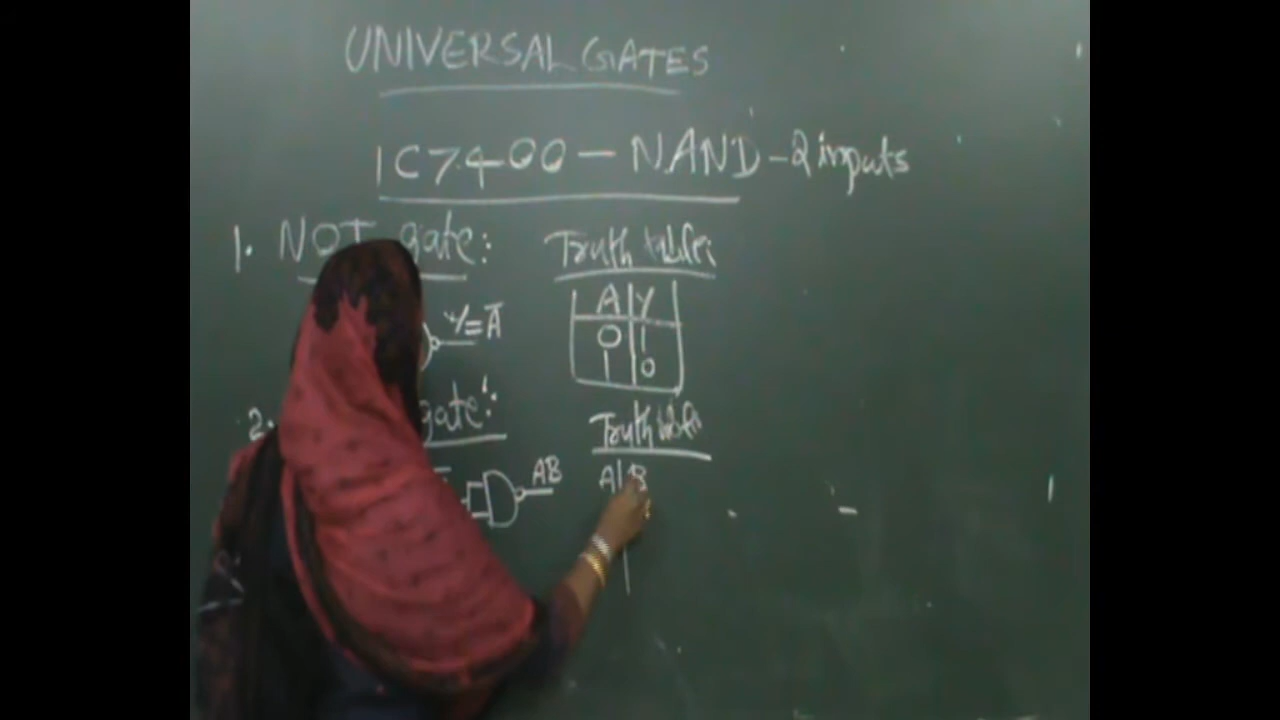 UNIVERSAL GATES
IC7400 – NAND – 2 inputs
1. NOT gate:
Y=Ā
Truth table:
A Y
0 1
1 0
2. gate:
AB
Truth table
A B